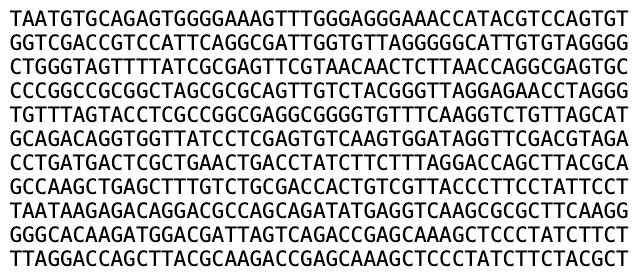 TAATGTGCAGAGTGGGGAAAGTTTGGGAGGGAAACCATACGTCCAGTGT
GGTCGACCGTCCATTCAGGCGATTGGTGTTAGGGGGCATTGTGTAGGGG
CTGGGTAGTTTTATCGCGAGTTCGTAACAACTCTTAACCAGGCGAGTGC
CCCGGCCGCGGCTAGCGCGCAGTTGTCTACGGGTTAGGAGAACCTAGGG
TGTTTAGTACCTCGCCGGCGAGGCGGGGTGTTTCAAGGTCTGTTAGCAT
GCAGACAGGTGGTTATCCTCGAGTGTCAAGTGGATAGGTTCGACGTAGA
CCTGATGACTCGCTGAACTGACCTATCTTCTTTAGGACCAGCTTACGCA
GCCAAGCTGAGCTTTGTCTGCGACCACTGTCGTTACCCTTCCTATTCCT
TAATAAGAGACAGGACGCCAGCAGATATGAGGTCAAGCGCGCTTCAAGG
GGGCACAAGATGGACGATTAGTCAGACCGAGCAAAGCTCCCTATCTTCT
TTAGGACCAGCTTACGCAAGACCGAGCAAAGCTCCCTATCTTCTACGCT